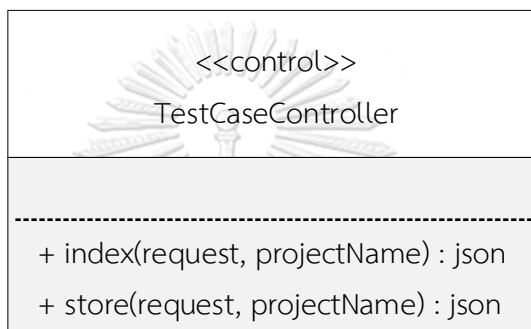 <<control>>
TestCaseController
+ index(request, projectName) : json
+ store(request, projectName) : json